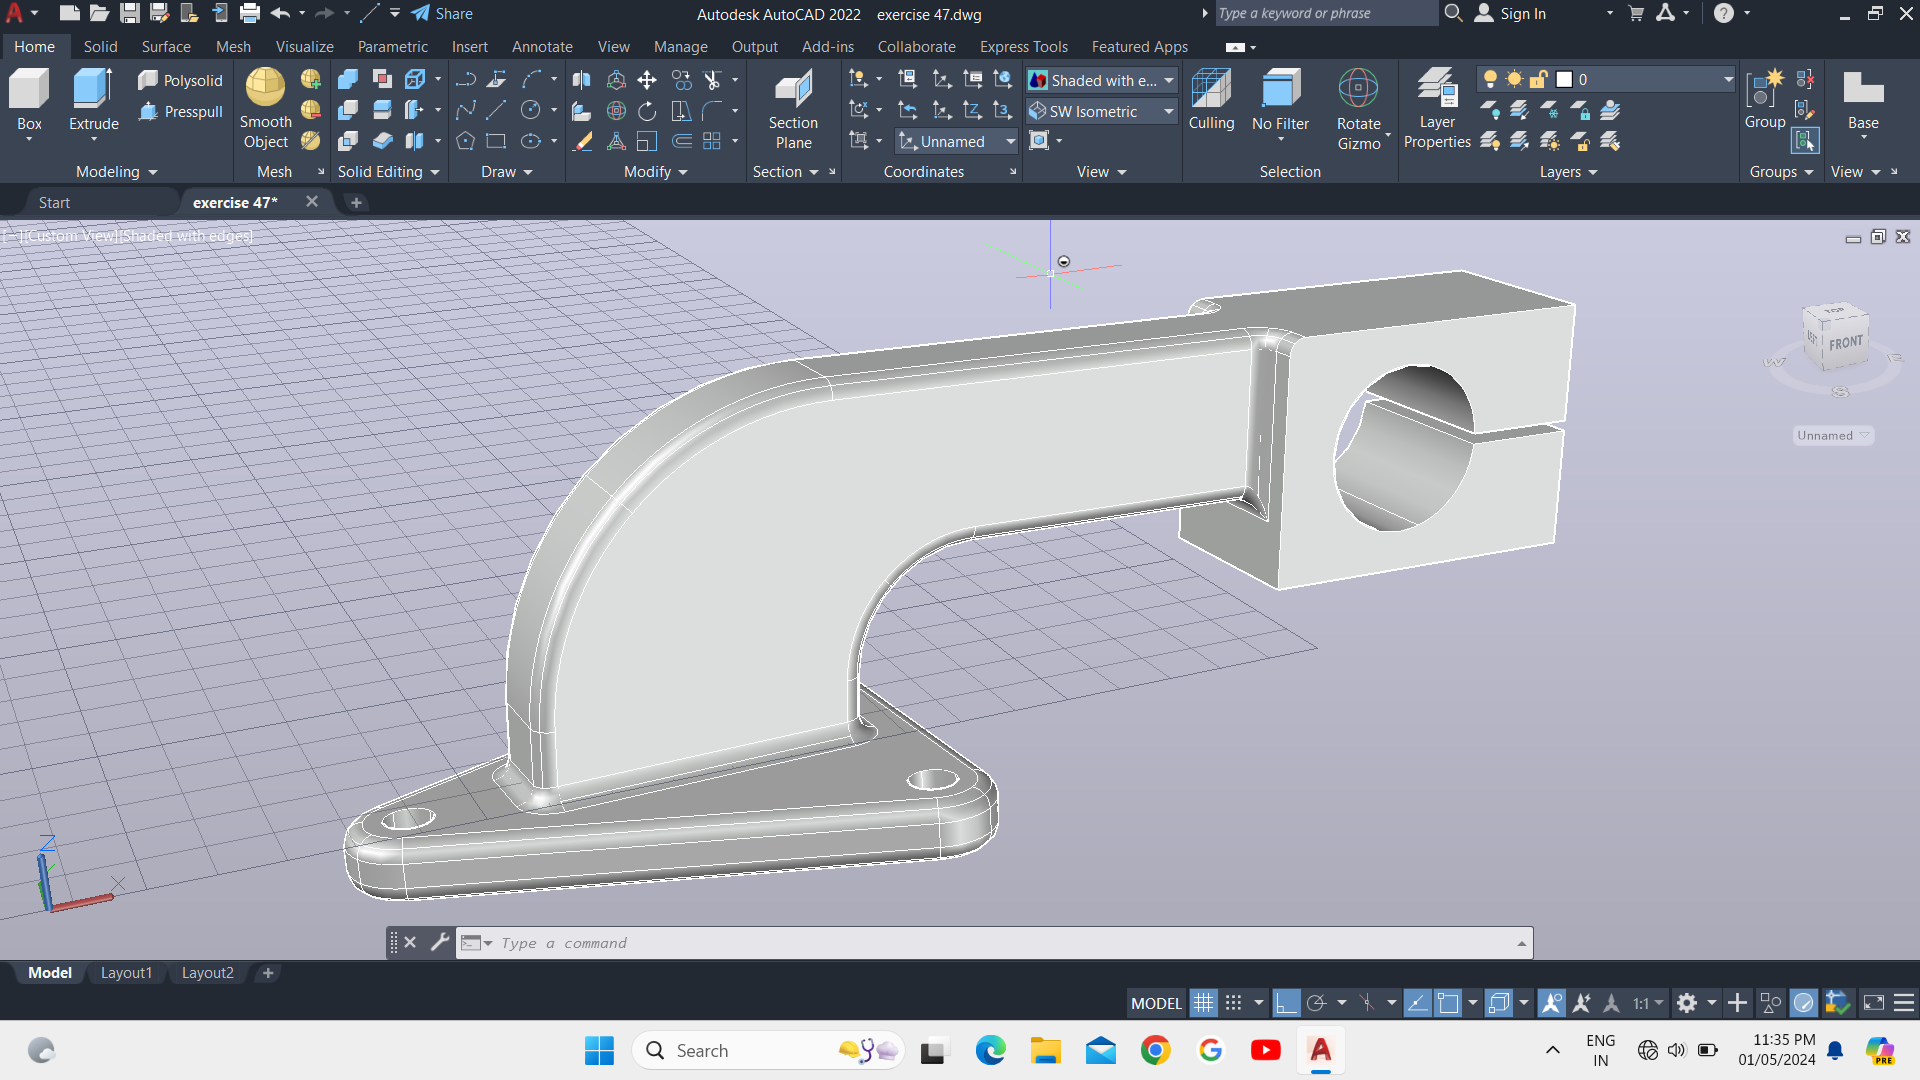 Share
Autodesk AutoCAD 2022 exercise 47.dwg
Type a keyword or phrase
Sign In
Home Solid Surface Mesh Visualize Parametric Insert Annotate View Manage Output Add-ins Collaborate Express Tools Featured Apps
Box
Extrude
Polysolid
Presspull
Smooth
Object
Section
Plane
Shaded with e...
SW Isometric
Unnamed
Culling
No Filter
Rotate
Gizmo
Layer
Properties
0
Group
Base
Modeling Mesh Solid Editing Draw Modify Section Coordinates View Selection Layers Groups View
Start
exercise 47*
[−][Custom View][Shaded with edges]
TOP
LEFT
FRONT
W
E
S
Unnamed
Z
X
Type a command
Model Layout1 Layout2
MODEL
1:1
Search
ENG
IN
11:35 PM
01/05/2024
PRE